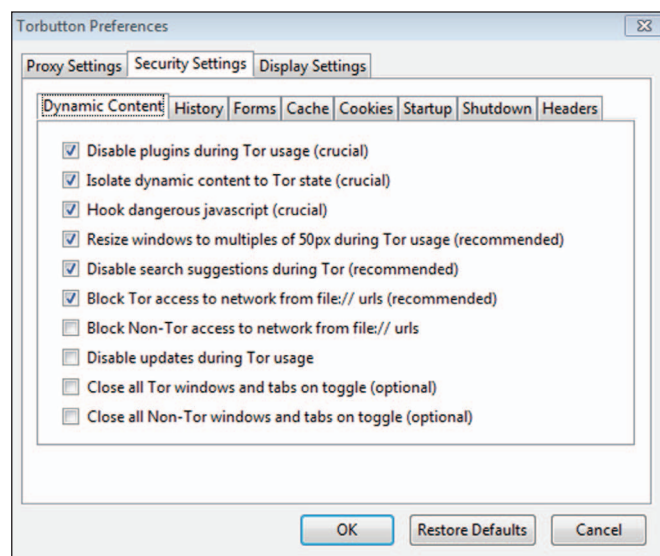 Torbutton Preferences
Proxy Settings Security Settings Display Settings
Dynamic Content History Forms Cache Cookies Startup Shutdown Headers
Disable plugins during Tor usage (crucial)
Isolate dynamic content to Tor state (crucial)
Hook dangerous javascript (crucial)
Resize windows to multiples of 50px during Tor usage (recommended)
Disable search suggestions during Tor (recommended)
Block Tor access to network from file:// urls (recommended)
Block Non-Tor access to network from file:// urls
Disable updates during Tor usage
Close all Tor windows and tabs on toggle (optional)
Close all Non-Tor windows and tabs on toggle (optional)
OK Restore Defaults Cancel